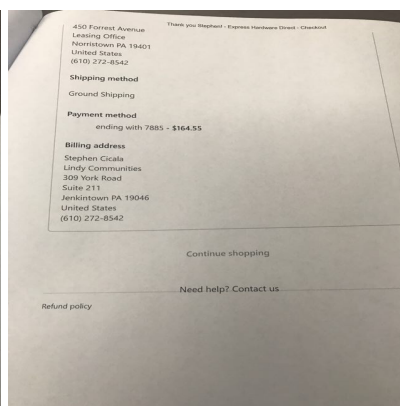 Thank you Stephen! - Express Hardware Direct - Checkout
450 Forrest Avenue
Leasing Office
Norristown PA 19401
United States
(610) 272-8542
Shipping method
Ground Shipping
Payment method
ending with 7885 - $164.55
Billing address
Stephen Cicala
Lindy Communities
309 York Road
Suite 211
Jenkintown PA 19046
United States
(610) 272-8542
Continue shopping
Need help? Contact us
Refund policy